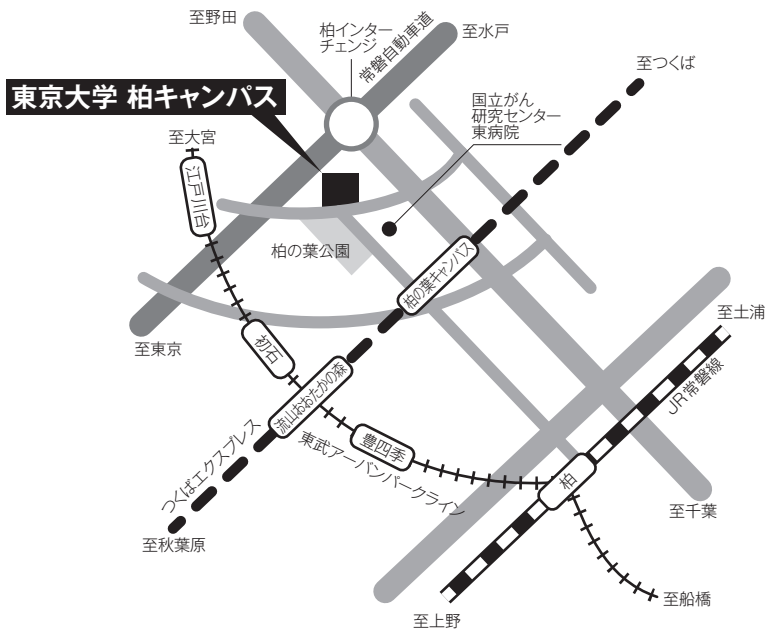 至野田
柏インター
チェンジ
常磐自動車道
至水戸
至つくば
東京大学 柏キャンパス
国立がん
研究センター
東病院
至大宮
江戸川台
柏の葉公園
柏の葉キャンパス
至土浦
至東京
初石
流山おおたかの森
JR常磐線
豊四季
東武アーバンパークライン
つくばエクスプレス
柏
至千葉
至秋葉原
至船橋
至上野